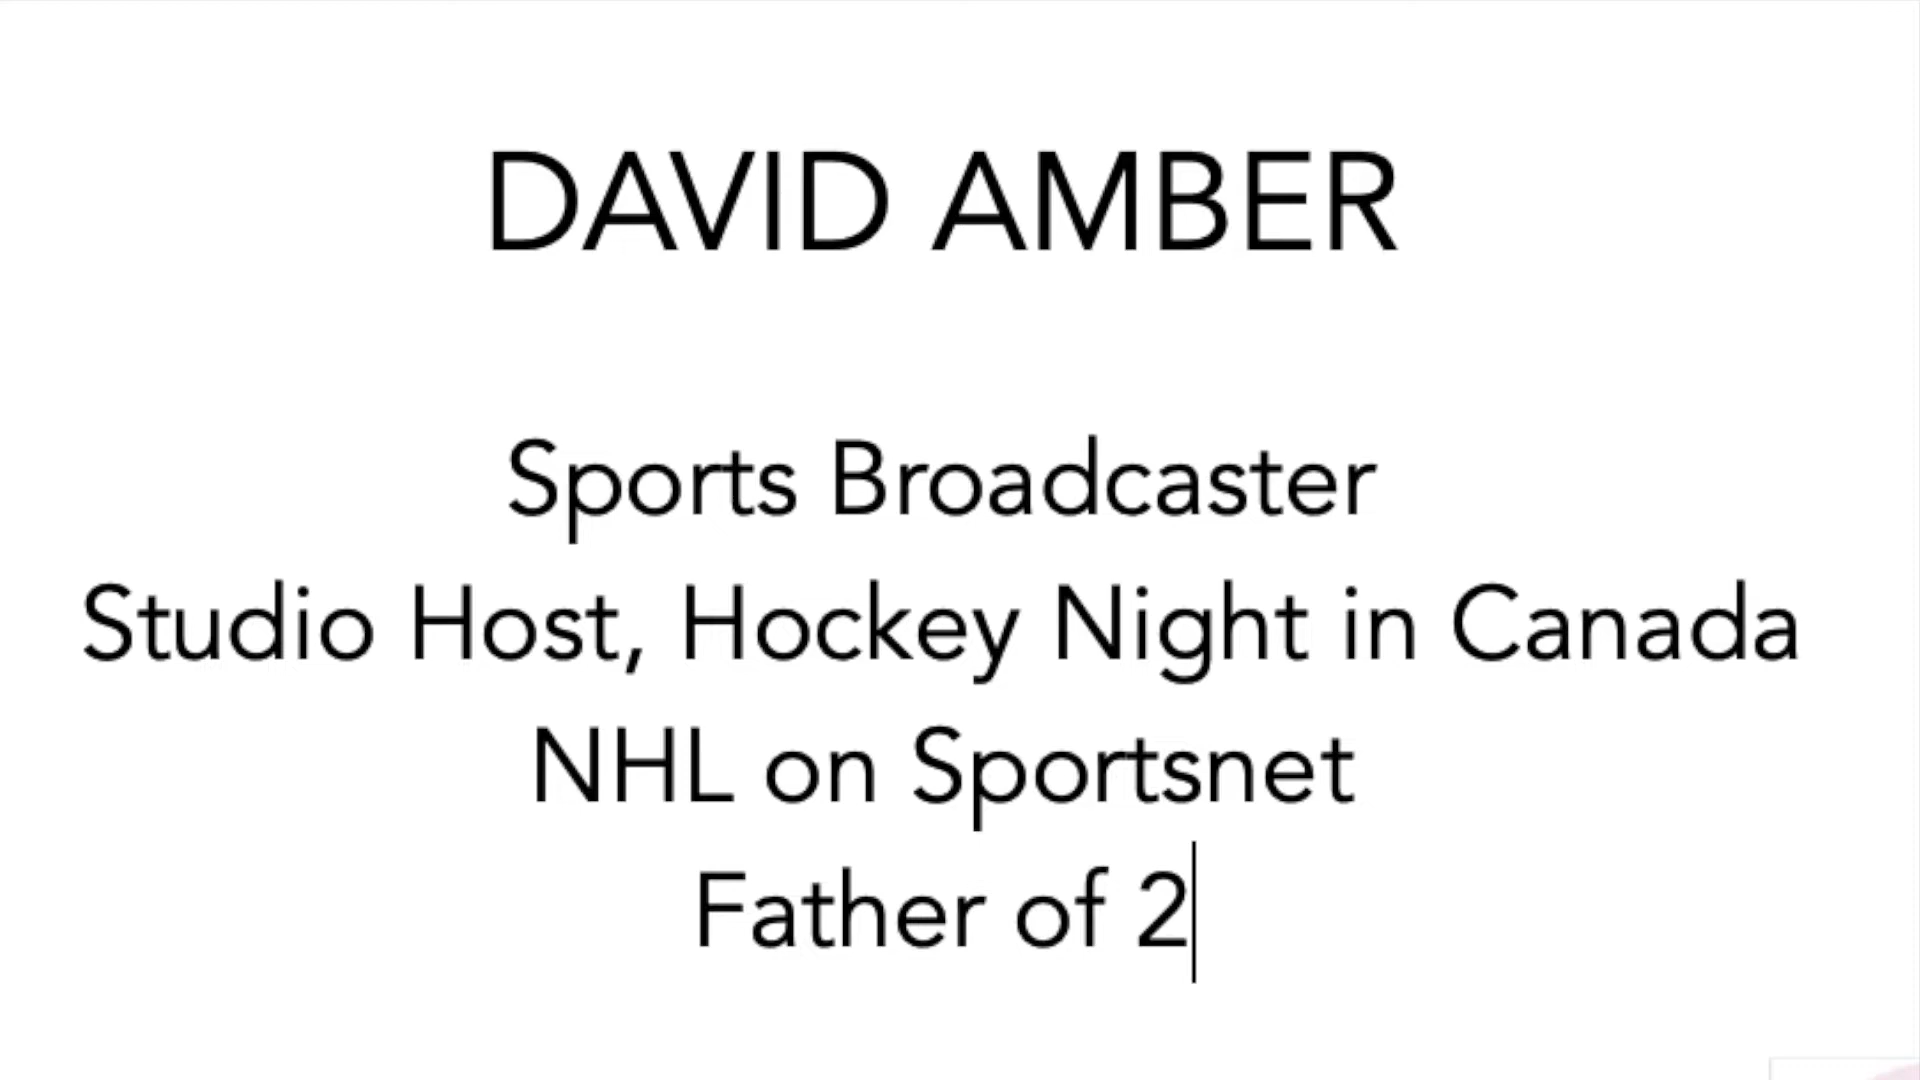 DAVID AMBER
Sports Broadcaster
Studio Host, Hockey Night in Canada
NHL on Sportsnet
Father of 2